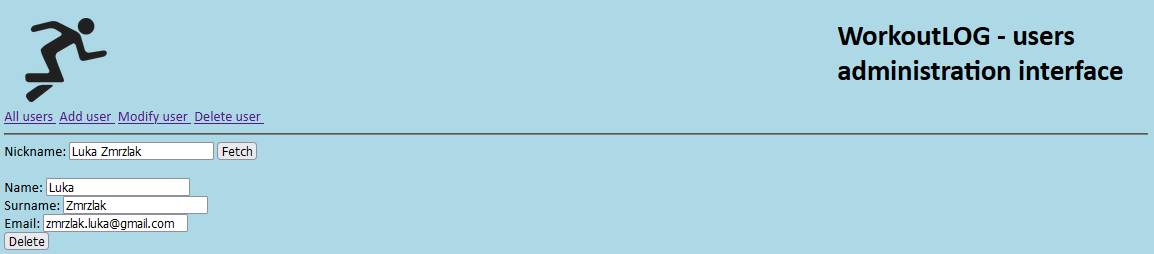 WorkoutLOG - users
administration interface
All users Add user Modify user Delete user
Nickname: Luka Zmrzlak Fetch
Name: Luka
Surname: Zmrzlak
Email: zmrzlak.luka@gmail.com
Delete